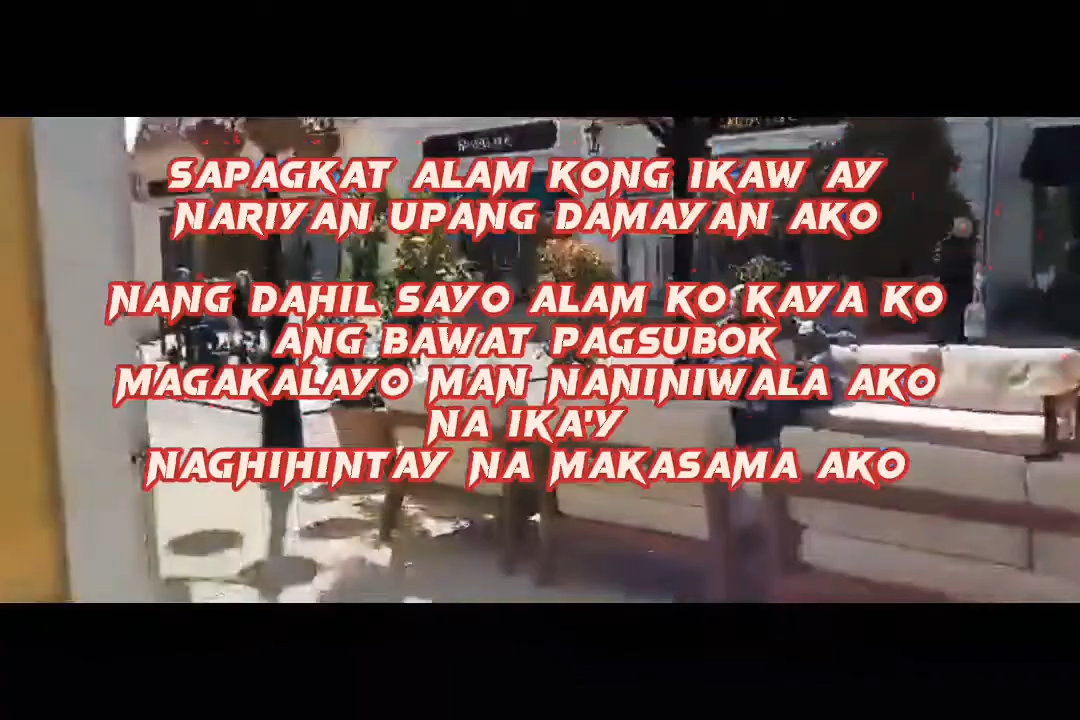 SAPAGKAT ALAM KONG IKAW AY
NARIYAN UPANG DAMAYAN AKO
NANG DAHIL SAYO ALAM KO KAYA KO
ANG BAWAT PAGSUBOK
MAGAKALAYO MAN NANINIWALA AKO
NA IKA'Y
NAGHIHINTAY NA MAKASAMA AKO